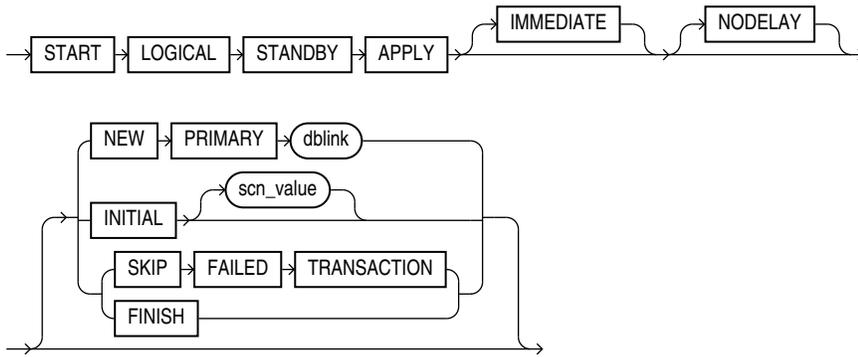 IMMEDIATE NODELAY
START LOGICAL STANDBY APPLY
NEW PRIMARY dblink
INITIAL scn_value
SKIP FAILED TRANSACTION
FINISH